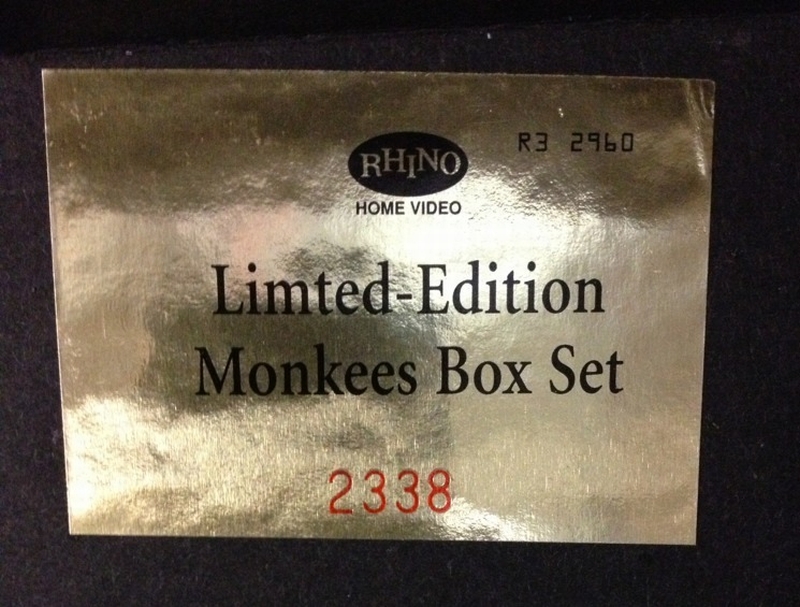 R3 2960
RHINO
HOME VIDEO
Limted-Edition
Monkees Box Set
2338